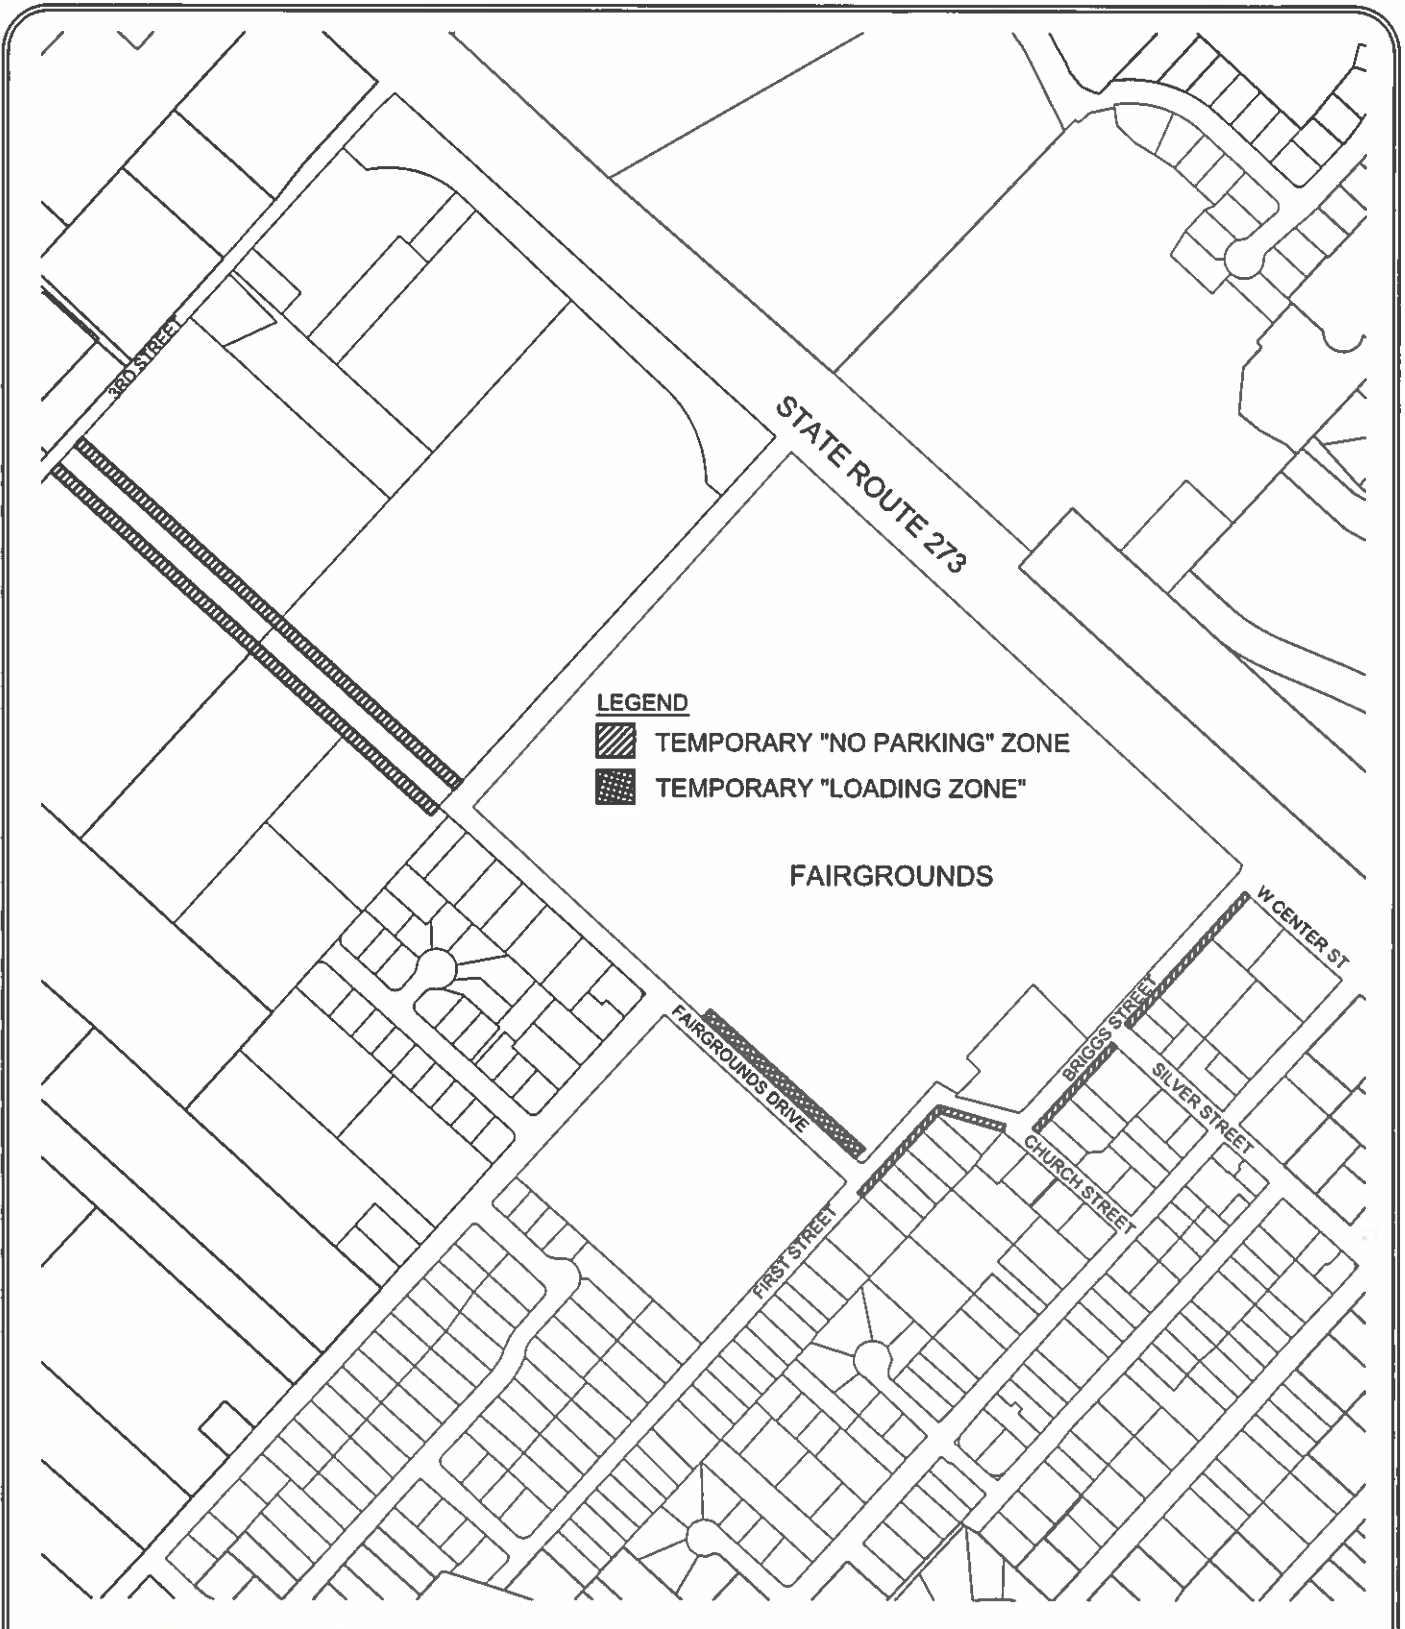 3RD STREET
STATE ROUTE 273
LEGEND
TEMPORARY "NO PARKING" ZONE
TEMPORARY "LOADING ZONE"
FAIRGROUNDS
W CENTER ST
BRIGGS STREET
FAIRGROUNDS DRIVE
SILVER STREET
CHURCH STREET
FIRST STREET